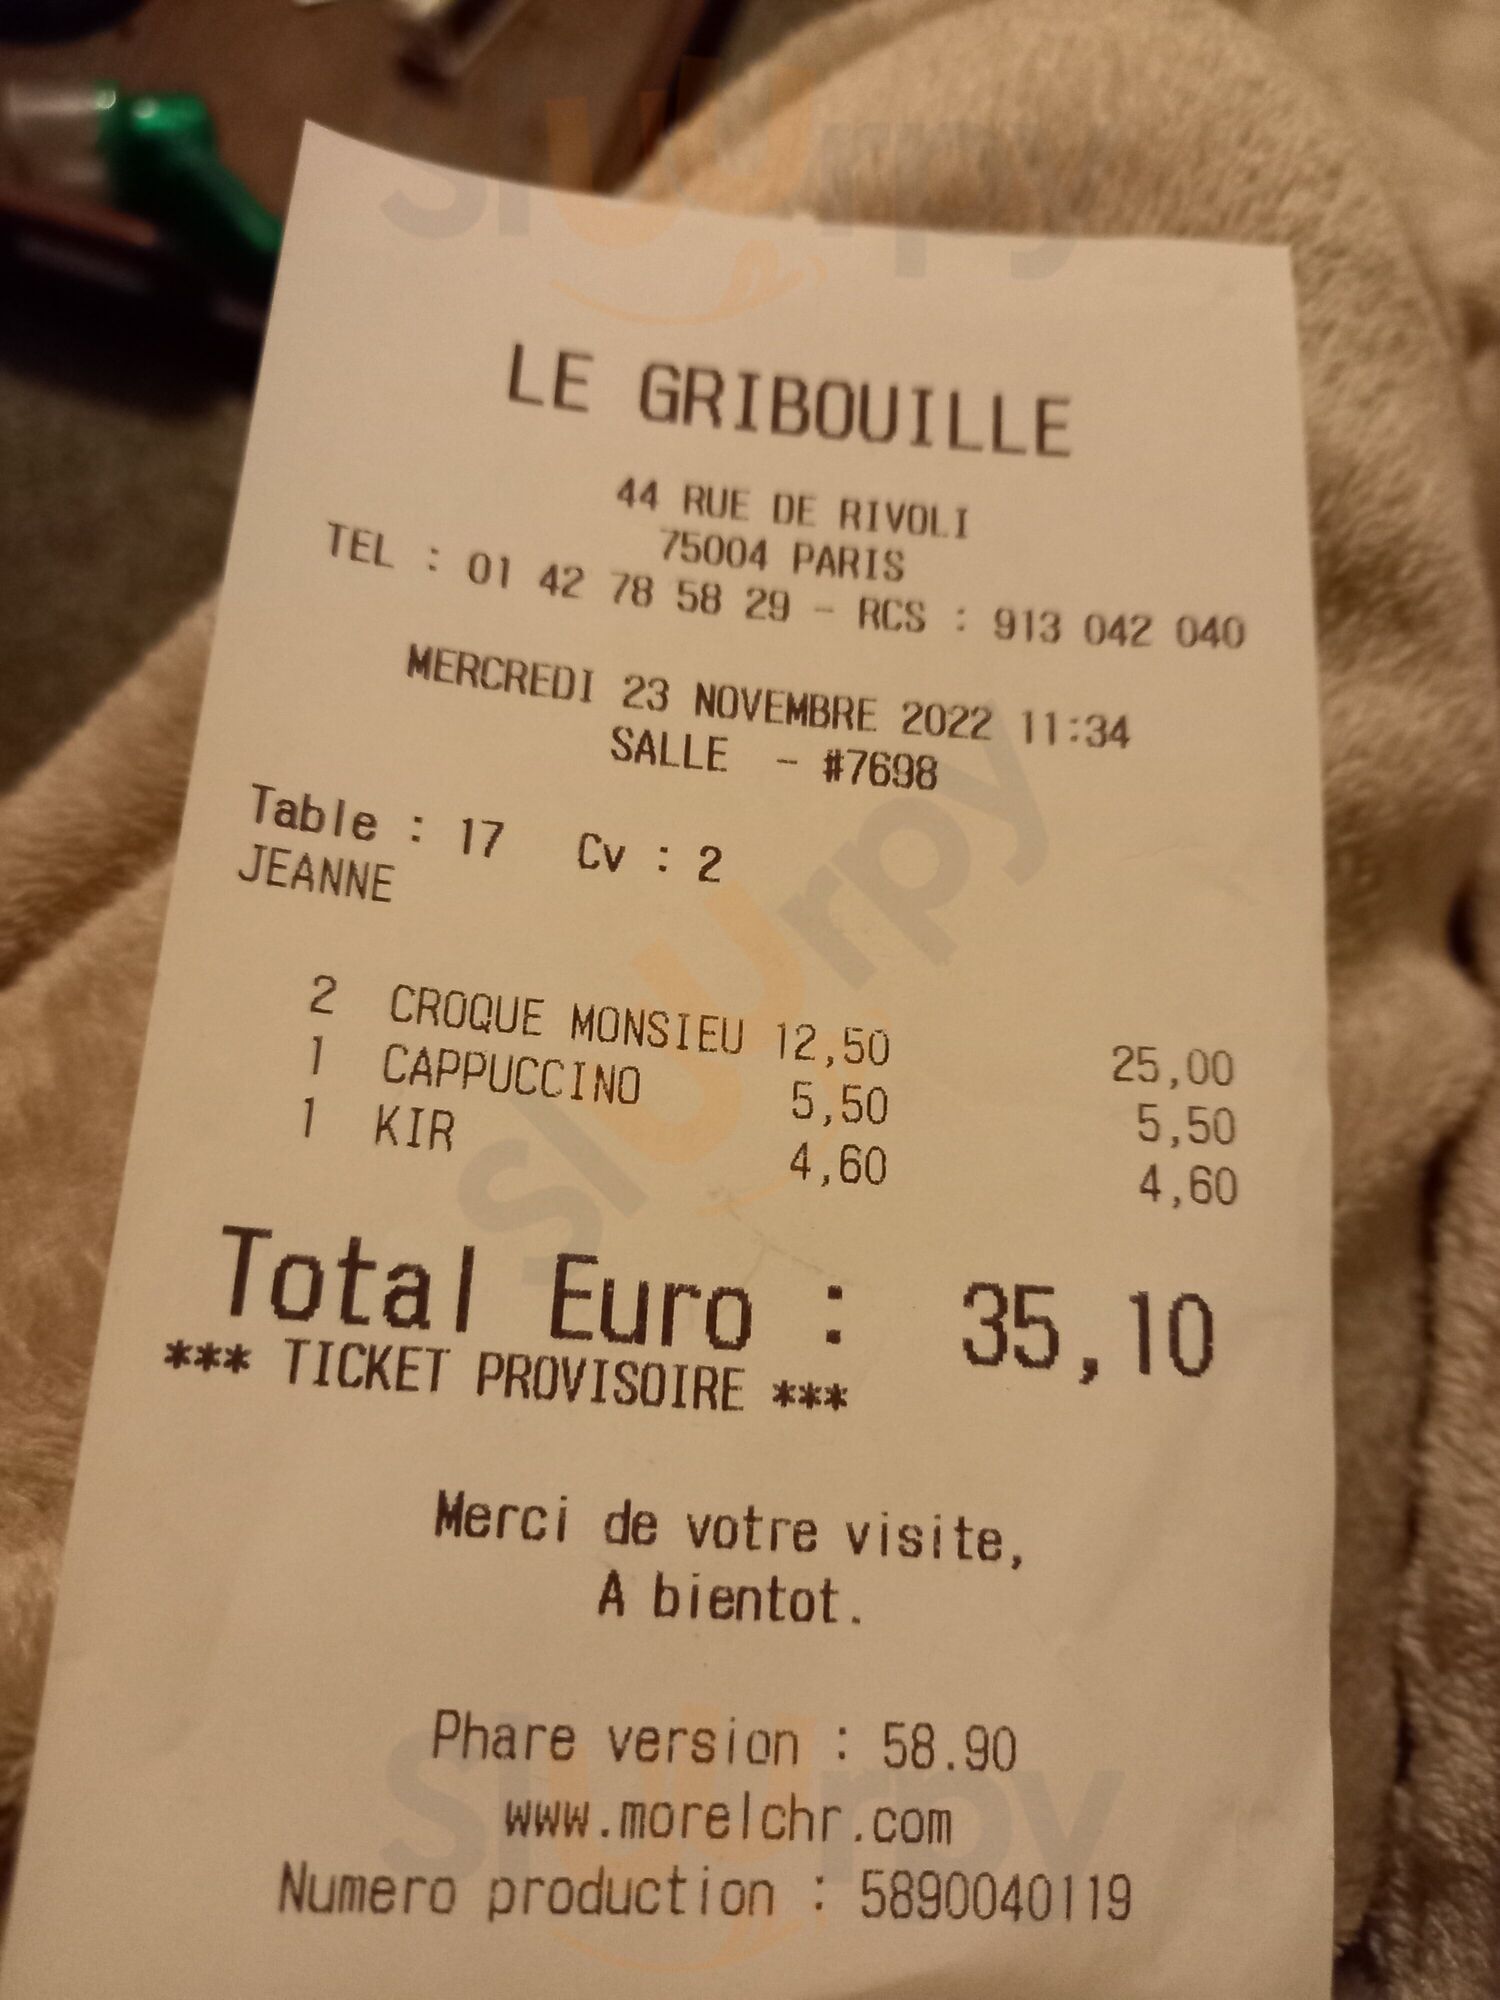 LE GRIBOUILLE
44 RUE DE RIVOLI
75004 PARIS
TEL : 01 42 78 58 29 - RCS : 913 042 040
MERCREDI 23 NOVEMBRE 2022 11:34
SALLE - #7698
Table : 17 Cv : 2
JEANNE
2 CROQUE MONSIEU 12,50 25,00
1 CAPPUCCINO 5,50 5,50
1 KIR 4,60 4,60
Total Euro : 35,10
*** TICKET PROVISOIRE ***
Merci de votre visite,
A bientot.
Phare version : 58.90
www.morelchr.com
Numero production : 5890040119
sluurpy
sluurpy
sluurpy